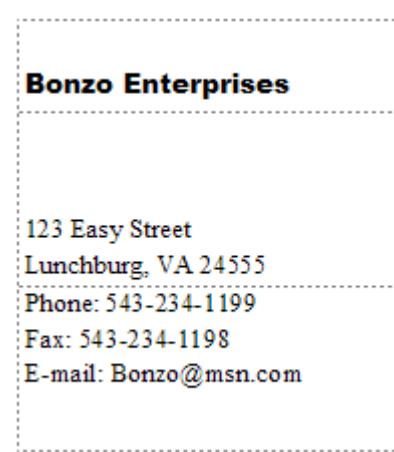 Bonzo Enterprises
123 Easy Street
Lunchburg, VA 24555
Phone: 543-234-1199
Fax: 543-234-1198
E-mail: Bonzo@msn.com